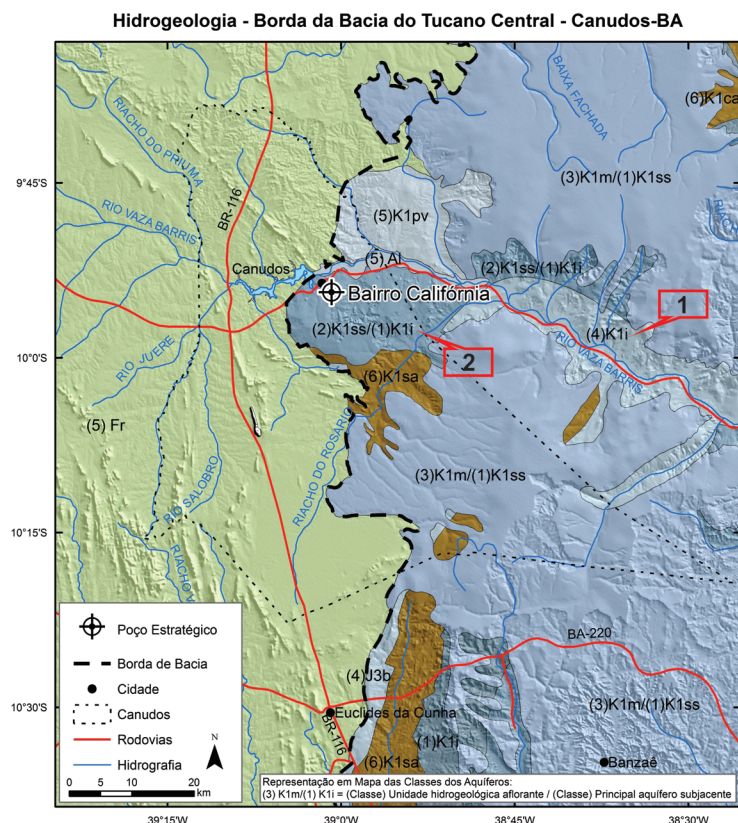 Hidrogeologia - Borda da Bacia do Tucano Central - Canudos-BA
(6)K1ca
BAIXA FACHADA
RIACHO DO PRIUMA
BR-116
9°45'S
(3)K1m/(1)K1ss
RIO VAZA BARRIS
(5)K1pv
RIACH
(5) Al
Canudos
(2)K1ss/(1)K1i
Bairro Califórnia
1
(2)K1ss/(1)K1i
(4)K1i
10°0'S
2
RIO VAZA BARRIS
RIO JUERÊ
(6)K1sa
(5) Fr
RIACHO DO ROSÁRIO
(3)K1m/(1)K1ss
RIO SALOBRO
10°15'S
RIACHO V
Poço Estratégico
Borda de Bacia
Cidade
Canudos
Rodovias
Hidrografia
N
0 5 10 20
km
BA-220
(4)J3b
10°30'S
(3)K1m/(1)K1ss
Euclides da Cunha
BR-116
(1)K1i
(6)K1sa
Banzaê
Representação em Mapa das Classes dos Aquíferos:
(3) K1m/(1) K1i = (Classe) Unidade hidrogeológica aflorante / (Classe) Principal aquífero subjacente
39°15'S
39°0'S
38°45'S
38°30'S